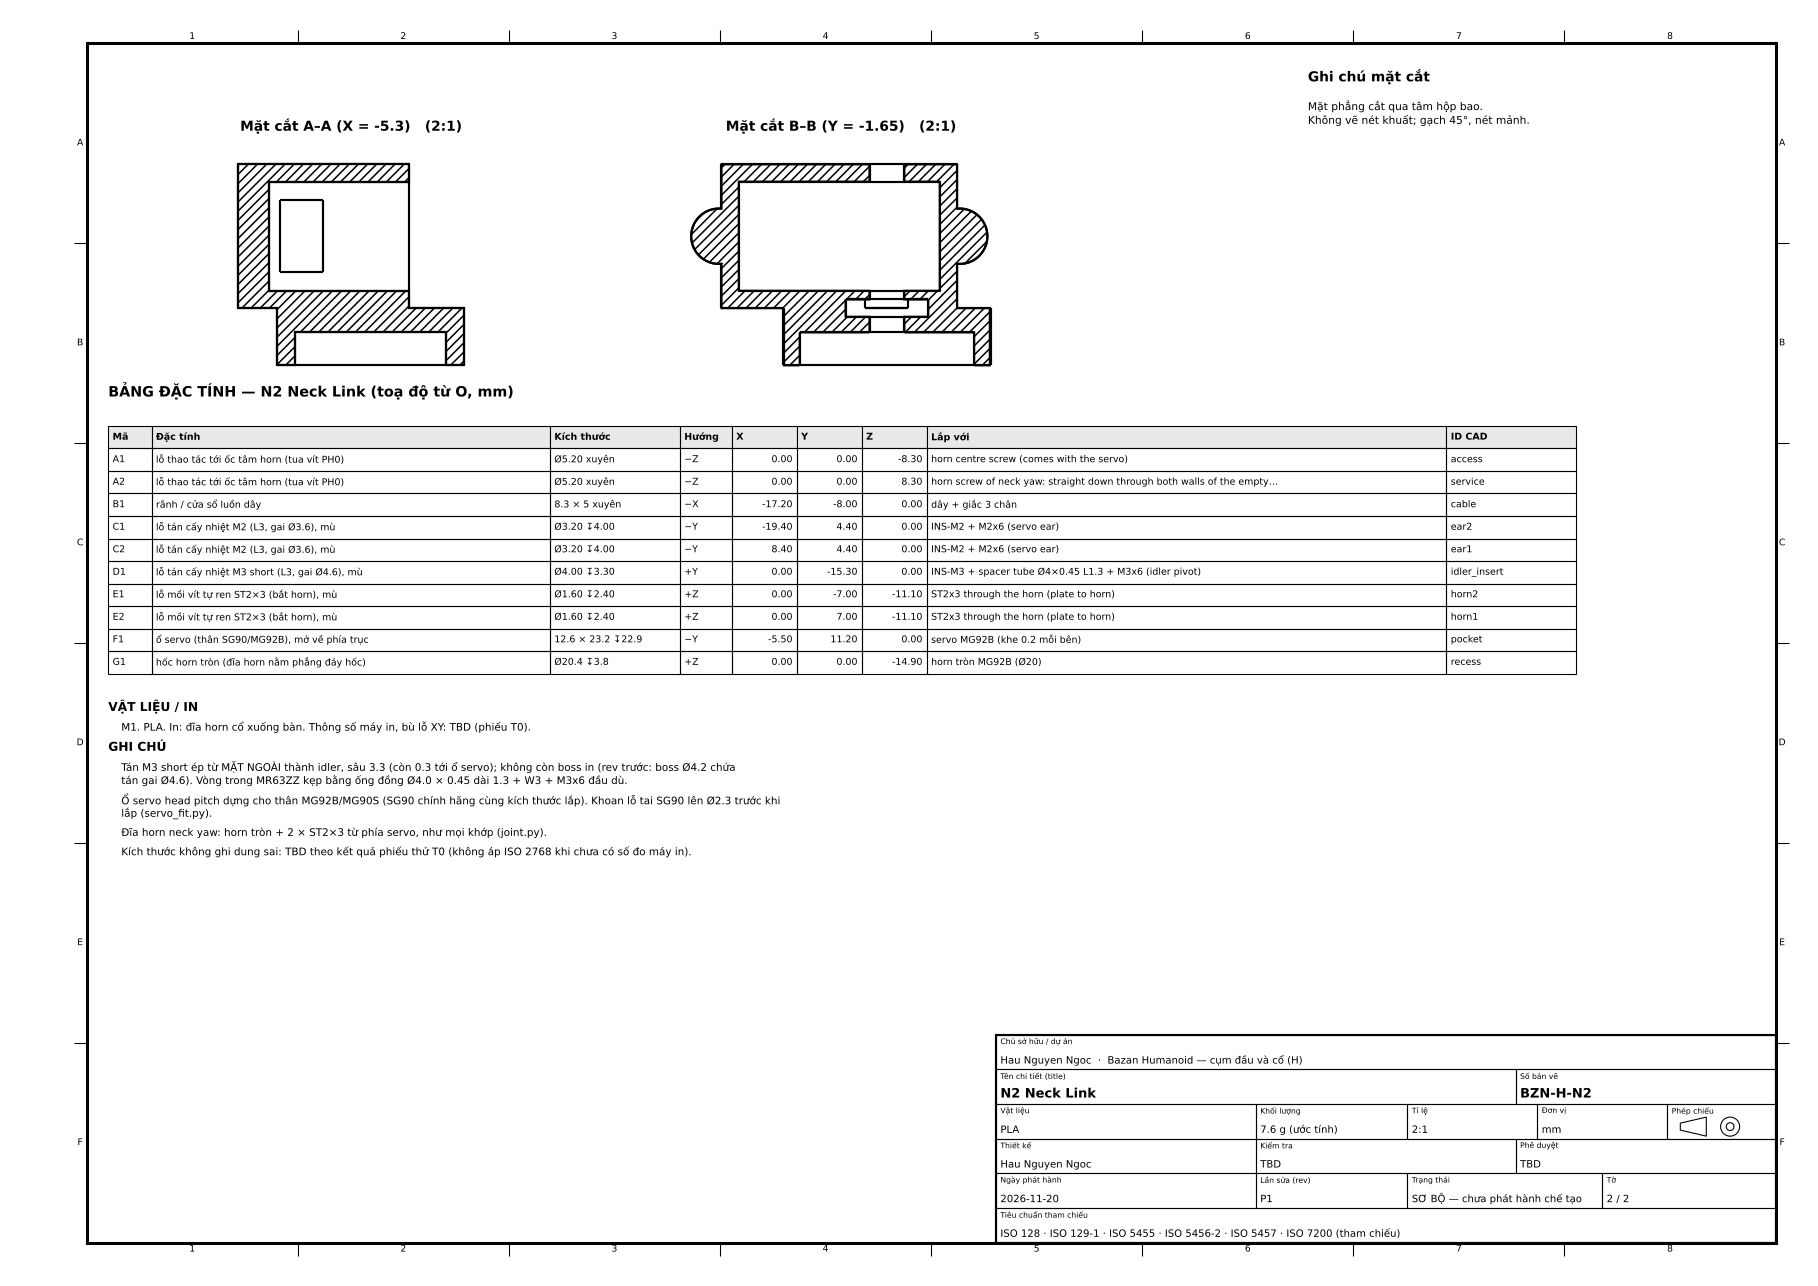 1 2 3 4 5 6 7 8
Ghi chú mặt cắt
Mặt phẳng cắt qua tâm hộp bao.
Không vẽ nét khuất; gạch 45°, nét mảnh.
Mặt cắt A–A (X = -5.3) (2:1)
Mặt cắt B–B (Y = -1.65) (2:1)
A A
B B
BẢNG ĐẶC TÍNH — N2 Neck Link (toạ độ từ O, mm)
Mã Đặc tính Kích thước Hướng X Y Z Lắp với ID CAD
A1 lỗ thao tác tới ốc tâm horn (tua vít PH0) Ø5.20 xuyên −Z 0.00 0.00 -8.30 horn centre screw (comes with the servo) access
A2 lỗ thao tác tới ốc tâm horn (tua vít PH0) Ø5.20 xuyên −Z 0.00 0.00 8.30 horn screw of neck yaw: straight down through both walls of the empty… service
B1 rãnh / cửa sổ luồn dây 8.3 × 5 xuyên −X -17.20 -8.00 0.00 dây + giắc 3 chân cable
C1 lỗ tán cấy nhiệt M2 (L3, gai Ø3.6), mù Ø3.20 ↧4.00 −Y -19.40 4.40 0.00 INS-M2 + M2x6 (servo ear) ear2
C2 lỗ tán cấy nhiệt M2 (L3, gai Ø3.6), mù Ø3.20 ↧4.00 −Y 8.40 4.40 0.00 INS-M2 + M2x6 (servo ear) ear1
D1 lỗ tán cấy nhiệt M3 short (L3, gai Ø4.6), mù Ø4.00 ↧3.30 +Y 0.00 -15.30 0.00 INS-M3 + spacer tube Ø4×0.45 L1.3 + M3x6 (idler pivot) idler_insert
E1 lỗ mồi vít tự ren ST2×3 (bắt horn), mù Ø1.60 ↧2.40 +Z 0.00 -7.00 -11.10 ST2x3 through the horn (plate to horn) horn2
E2 lỗ mồi vít tự ren ST2×3 (bắt horn), mù Ø1.60 ↧2.40 +Z 0.00 7.00 -11.10 ST2x3 through the horn (plate to horn) horn1
F1 ổ servo (thân SG90/MG92B), mở về phía trục 12.6 × 23.2 ↧22.9 −Y -5.50 11.20 0.00 servo MG92B (khe 0.2 mỗi bên) pocket
G1 hốc horn tròn (đĩa horn nằm phẳng đáy hốc) Ø20.4 ↧3.8 +Z 0.00 0.00 -14.90 horn tròn MG92B (Ø20) recess
C C
VẬT LIỆU / IN
M1. PLA. In: đĩa horn cổ xuống bàn. Thông số máy in, bù lỗ XY: TBD (phiếu T0).
D D
GHI CHÚ
Tán M3 short ép từ MẶT NGOÀI thành idler, sâu 3.3 (còn 0.3 tới ổ servo); không còn boss in (rev trước: boss Ø4.2 chứa
tán gai Ø4.6). Vòng trong MR63ZZ kẹp bằng ống đồng Ø4.0 × 0.45 dài 1.3 + W3 + M3x6 đầu dù.
Ổ servo head pitch dựng cho thân MG92B/MG90S (SG90 chính hãng cùng kích thước lắp). Khoan lỗ tai SG90 lên Ø2.3 trước khi
lắp (servo_fit.py).
Đĩa horn neck yaw: horn tròn + 2 × ST2×3 từ phía servo, như mọi khớp (joint.py).
Kích thước không ghi dung sai: TBD theo kết quả phiếu thử T0 (không áp ISO 2768 khi chưa có số đo máy in).
E E
Chủ sở hữu / dự án
Hau Nguyen Ngoc · Bazan Humanoid — cụm đầu và cổ (H)
Tên chi tiết (title) Số bản vẽ
N2 Neck Link BZN-H-N2
Vật liệu Khối lượng Tỉ lệ Đơn vị Phép chiếu
PLA 7.6 g (ước tính) 2:1 mm
F F
Thiết kế Kiểm tra Phê duyệt
Hau Nguyen Ngoc TBD TBD
Ngày phát hành Lần sửa (rev) Trạng thái Tờ
2026-11-20 P1 SƠ BỘ — chưa phát hành chế tạo 2 / 2
Tiêu chuẩn tham chiếu
ISO 128 · ISO 129-1 · ISO 5455 · ISO 5456-2 · ISO 5457 · ISO 7200 (tham chiếu)
1 2 3 4 5 6 7 8